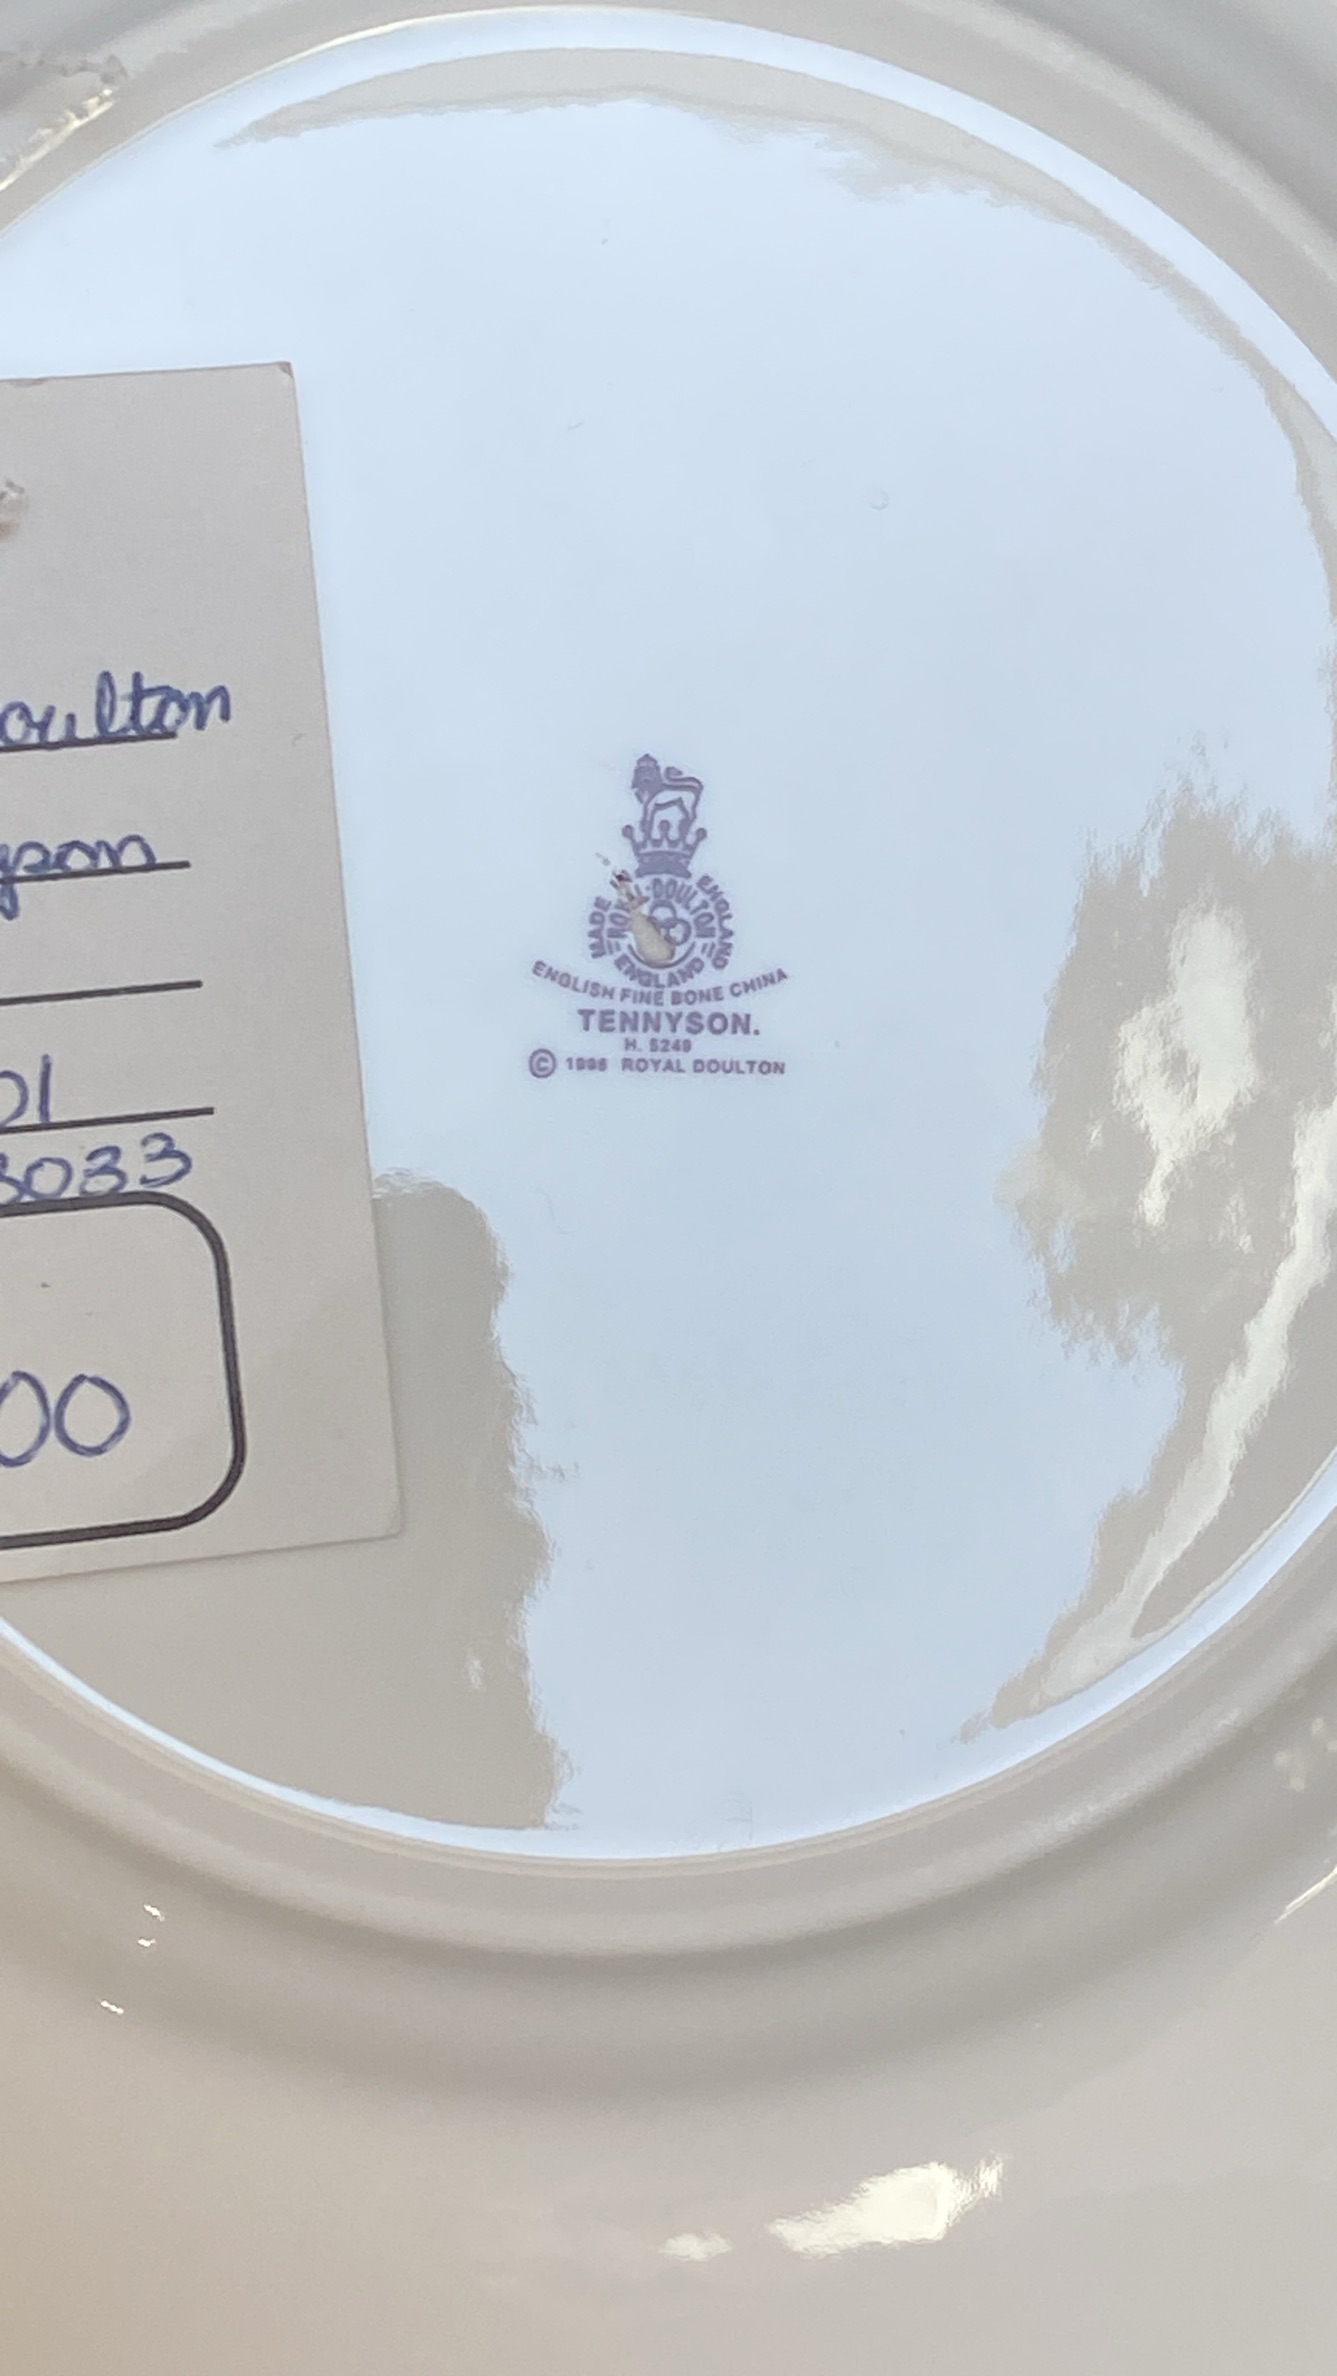 oulton
yson
01
3033
00
MADE IN ENGLAND
ROYAL·DOULTON
ENGLAND
ENGLISH FINE BONE CHINA
TENNYSON.
H. 5249
© 1996 ROYAL DOULTON